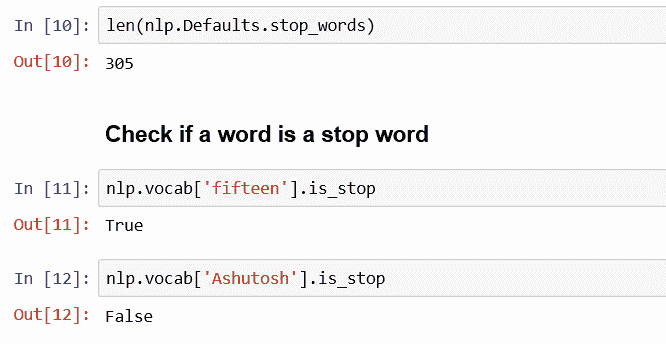 In [10]: len(nlp.Defaults.stop_words)
Out[10]: 305
Check if a word is a stop word
In [11]: nlp.vocab['fifteen'].is_stop
Out[11]: True
In [12]: nlp.vocab['Ashutosh'].is_stop
Out[12]: False